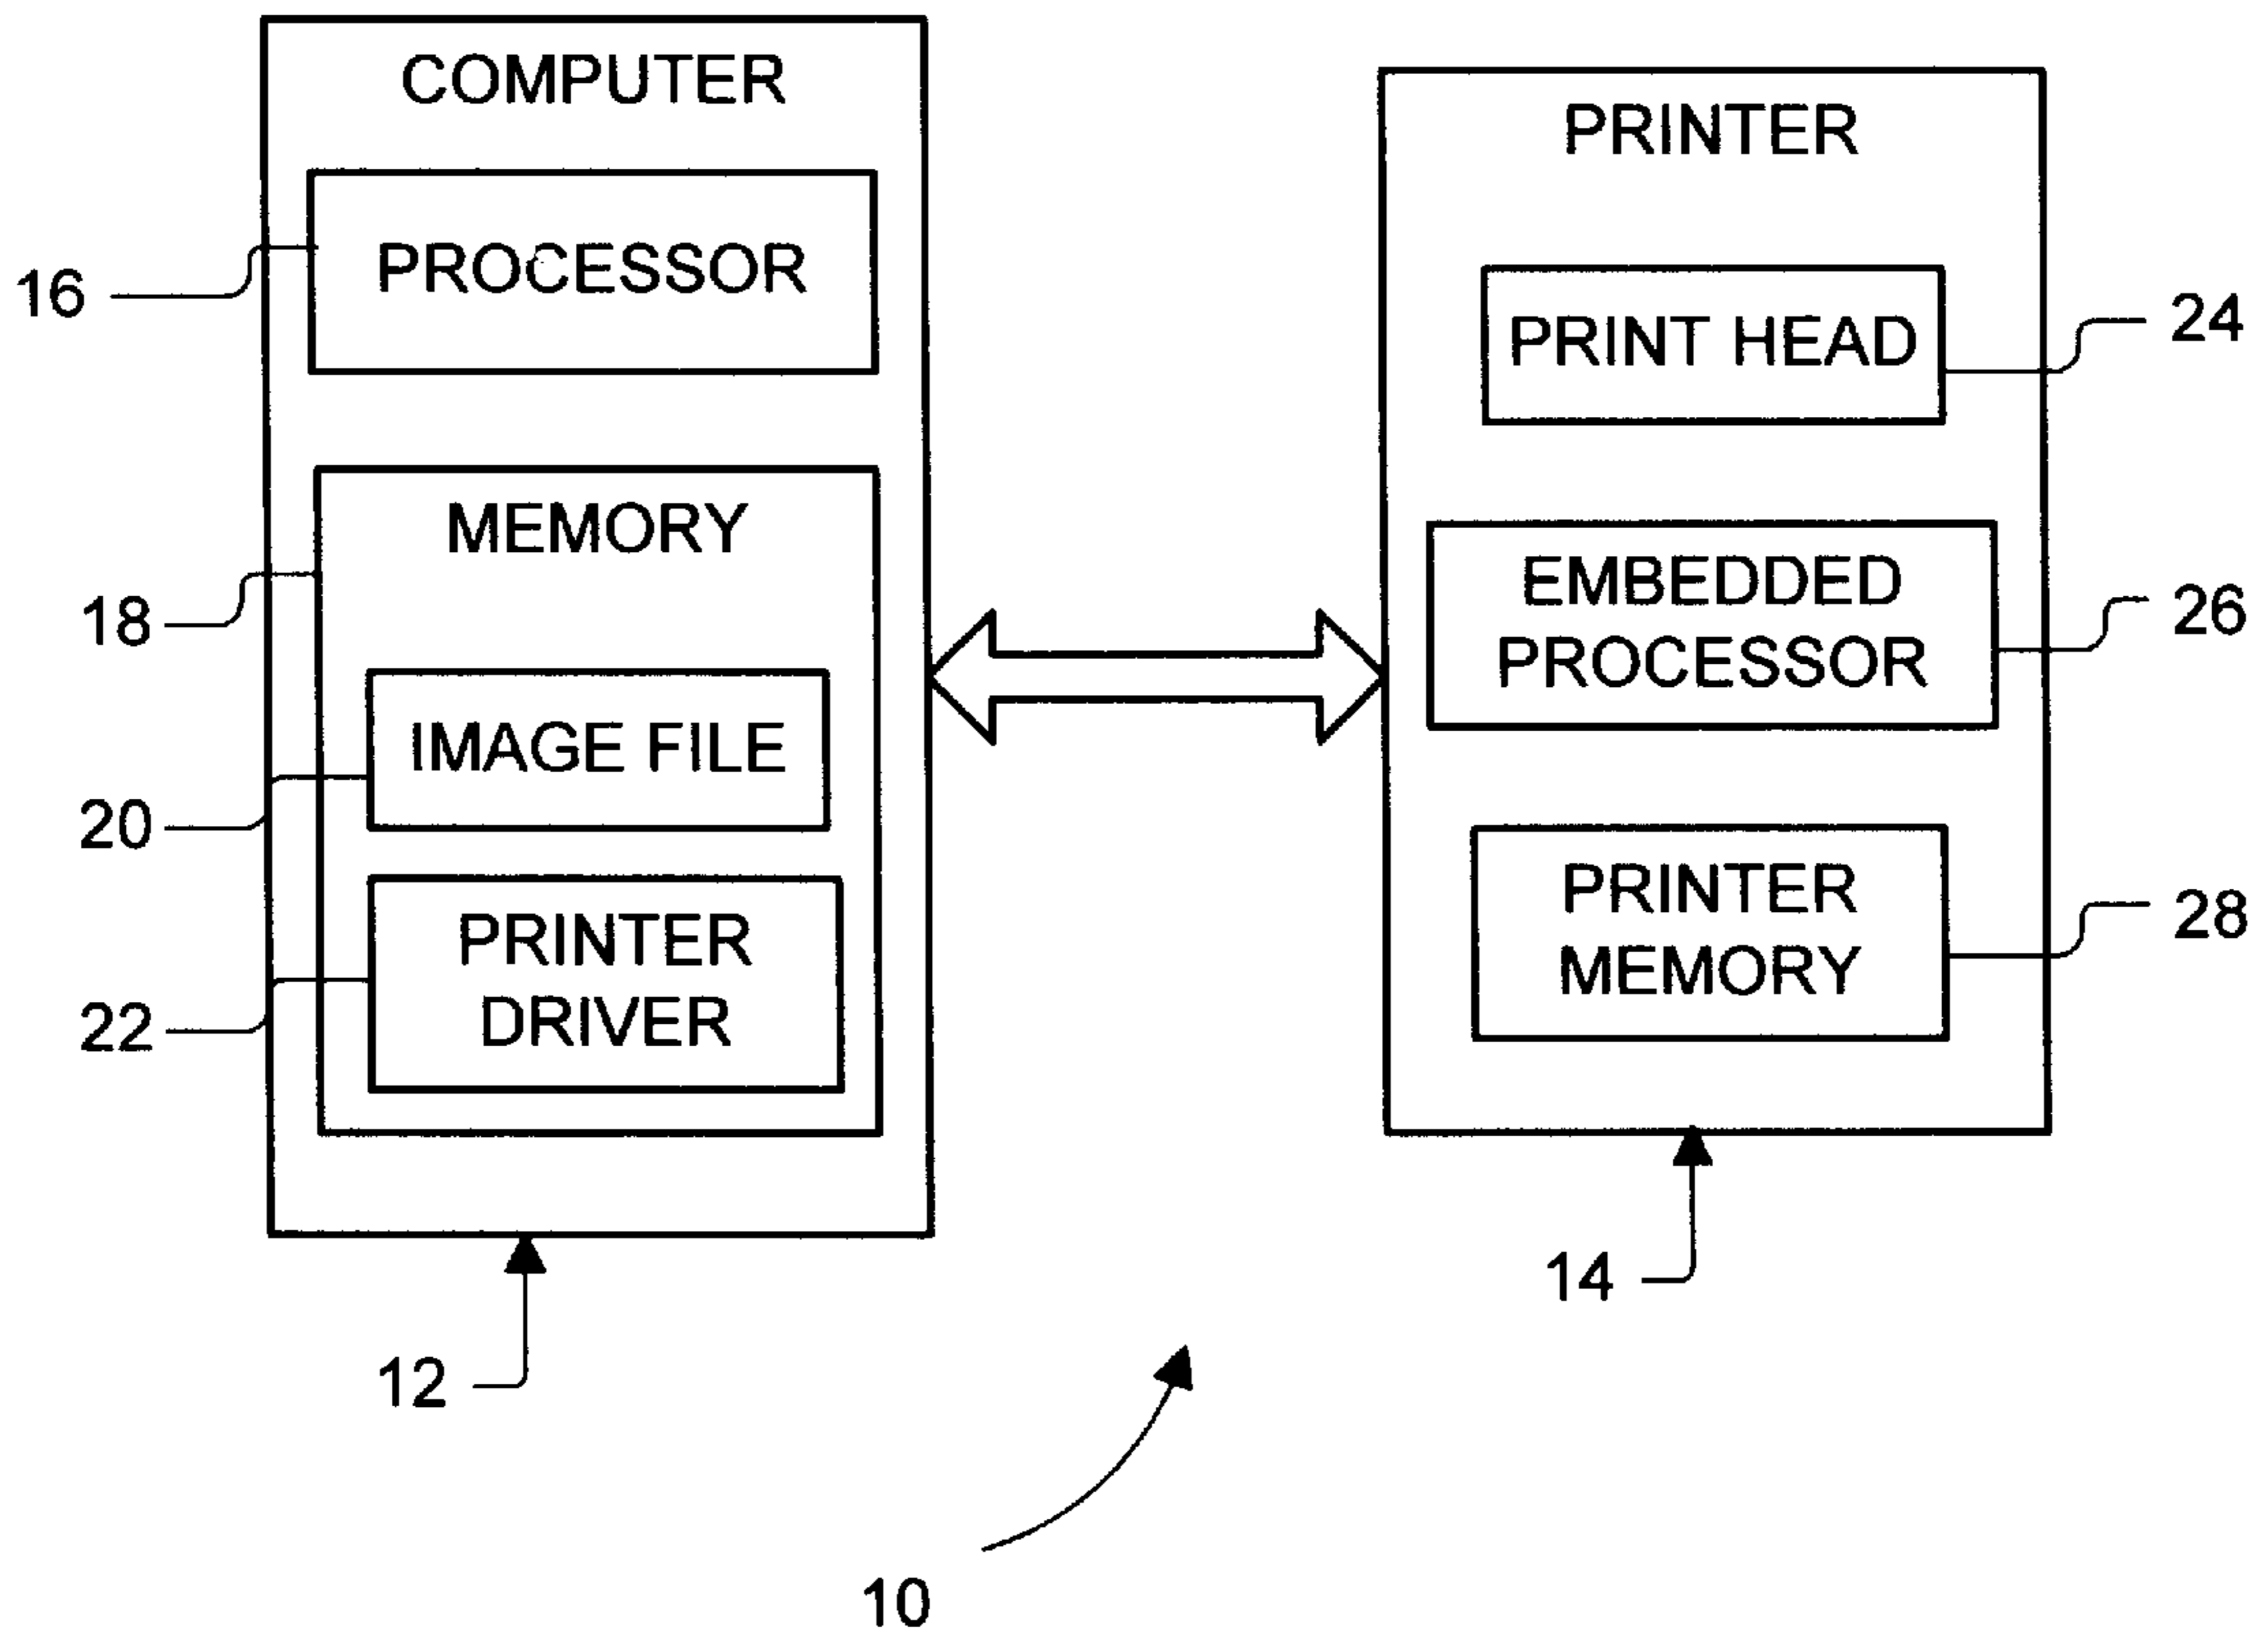 COMPUTER
PROCESSOR
16
MEMORY
18
IMAGE FILE
20
PRINTER
DRIVER
22
12
PRINTER
PRINT HEAD
24
EMBEDDED
PROCESSOR
26
PRINTER
MEMORY
28
14
10